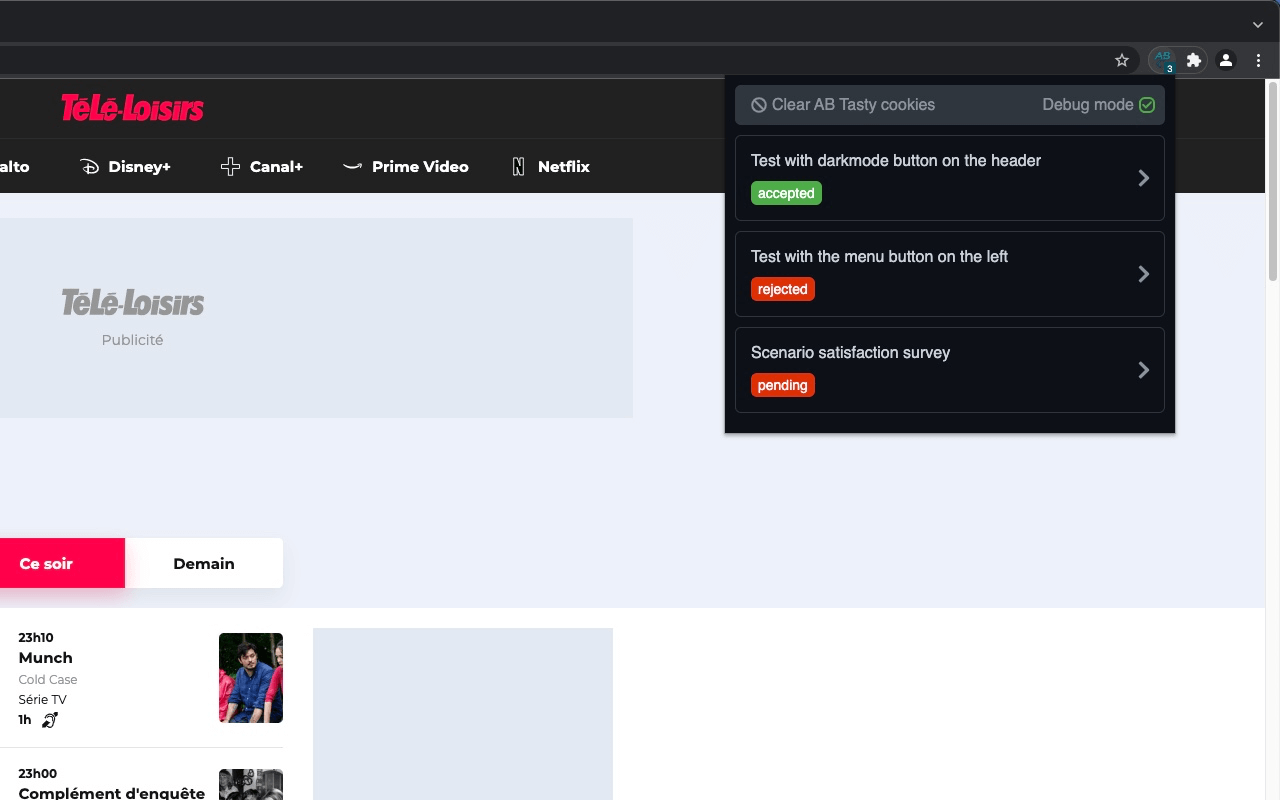 AB
3
Clear AB Tasty cookies
Debug mode
Test with darkmode button on the header
accepted
Test with the menu button on the left
rejected
Scenario satisfaction survey
pending
TéLé-Loisirs
alto
Disney+
Canal+
Prime Video
Netflix
TéLé-Loisirs
Publicité
Ce soir
Demain
23h10
Munch
Cold Case
Série TV
1h
23h00
Complément d'enquête